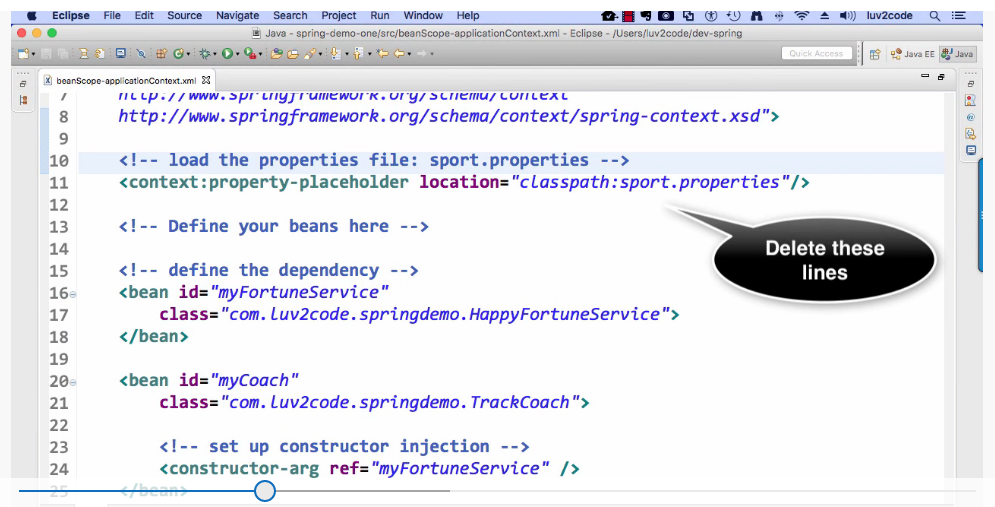 Eclipse File Edit Source Navigate Search Project Run Window Help luv2code
Java - spring-demo-one/src/beanScope-applicationContext.xml - Eclipse - /Users/luv2code/dev-spring
Quick Access Java EE Java
beanScope-applicationContext.xml
7 http://www.springframework.org/schema/context
8 http://www.springframework.org/schema/context/spring-context.xsd">
9
10 <!-- load the properties file: sport.properties -->
11 <context:property-placeholder location="classpath:sport.properties"/>
12
13 <!-- Define your beans here -->
14
15 <!-- define the dependency -->
16 <bean id="myFortuneService"
17 class="com.luv2code.springdemo.HappyFortuneService">
18 </bean>
19
20 <bean id="myCoach"
21 class="com.luv2code.springdemo.TrackCoach">
22
23 <!-- set up constructor injection -->
24 <constructor-arg ref="myFortuneService" />
25 </bean>
Delete these
lines